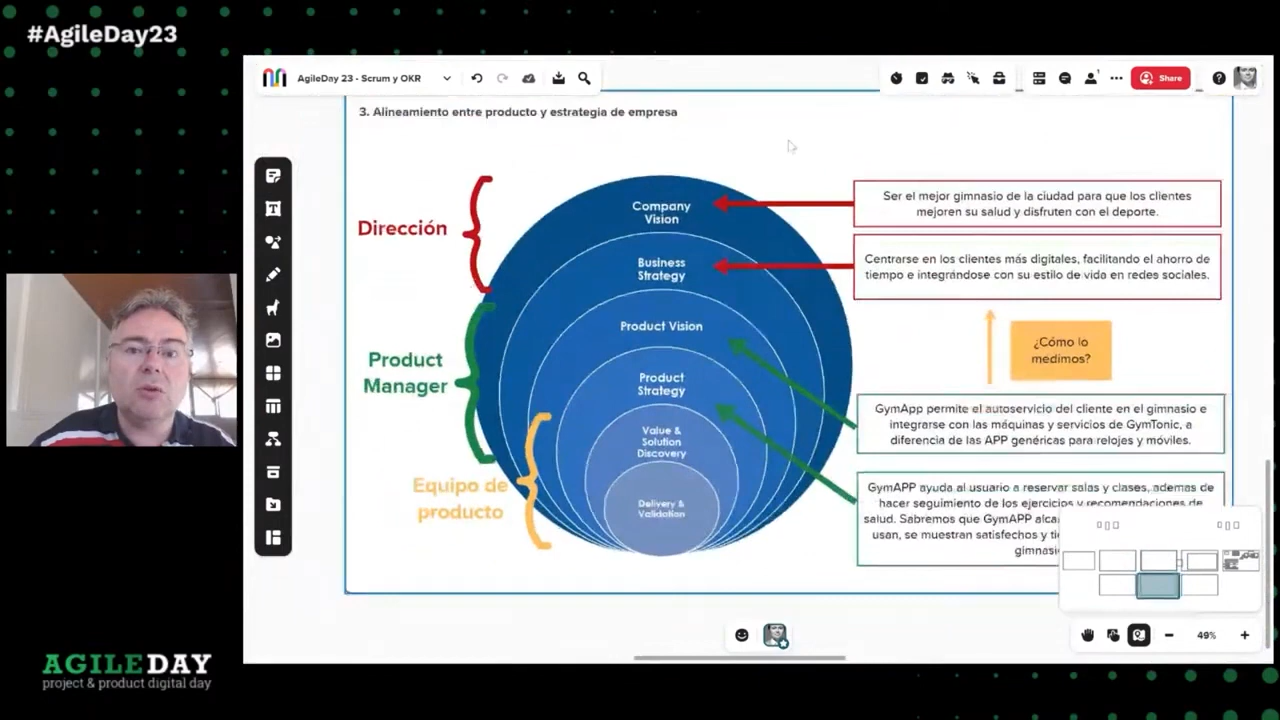 #AgileDay23
AgileDay 23 - Scrum y OKR
Share
3. Alineamiento entre producto y estrategia de empresa
Dirección
Product
Manager
Equipo de
producto
Company
Vision
Business
Strategy
Product Vision
Product
Strategy
Value &
Solution
Discovery
Delivery &
Validation
Ser el mejor gimnasio de la ciudad para que los clientes
mejoren su salud y disfruten con el deporte.
Centrarse en los clientes más digitales, facilitando el ahorro de
tiempo e integrándose con su estilo de vida en redes sociales.
¿Cómo lo
medimos?
GymApp permite el autoservicio del cliente en el gimnasio e
integrarse con las máquinas y servicios de GymTonic, a
diferencia de las APP genéricas para relojes y móviles.
GymAPP ayuda al usuario a reservar salas y clases, además de
hacer seguimiento de los ejercicios y recomendaciones de
salud. Sabremos que GymAPP
usan, se muestran satisfechos y
49%
AGILEDAY
project & product digital day